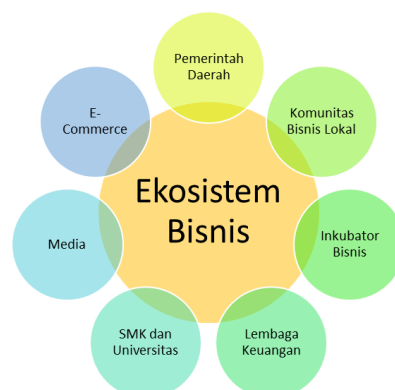 Pemerintah
Daerah
Komunitas
Bisnis Lokal
Inkubator
Bisnis
Lembaga
Keuangan
SMK dan
Universitas
Media
E-
Commerce
Ekosistem
Bisnis